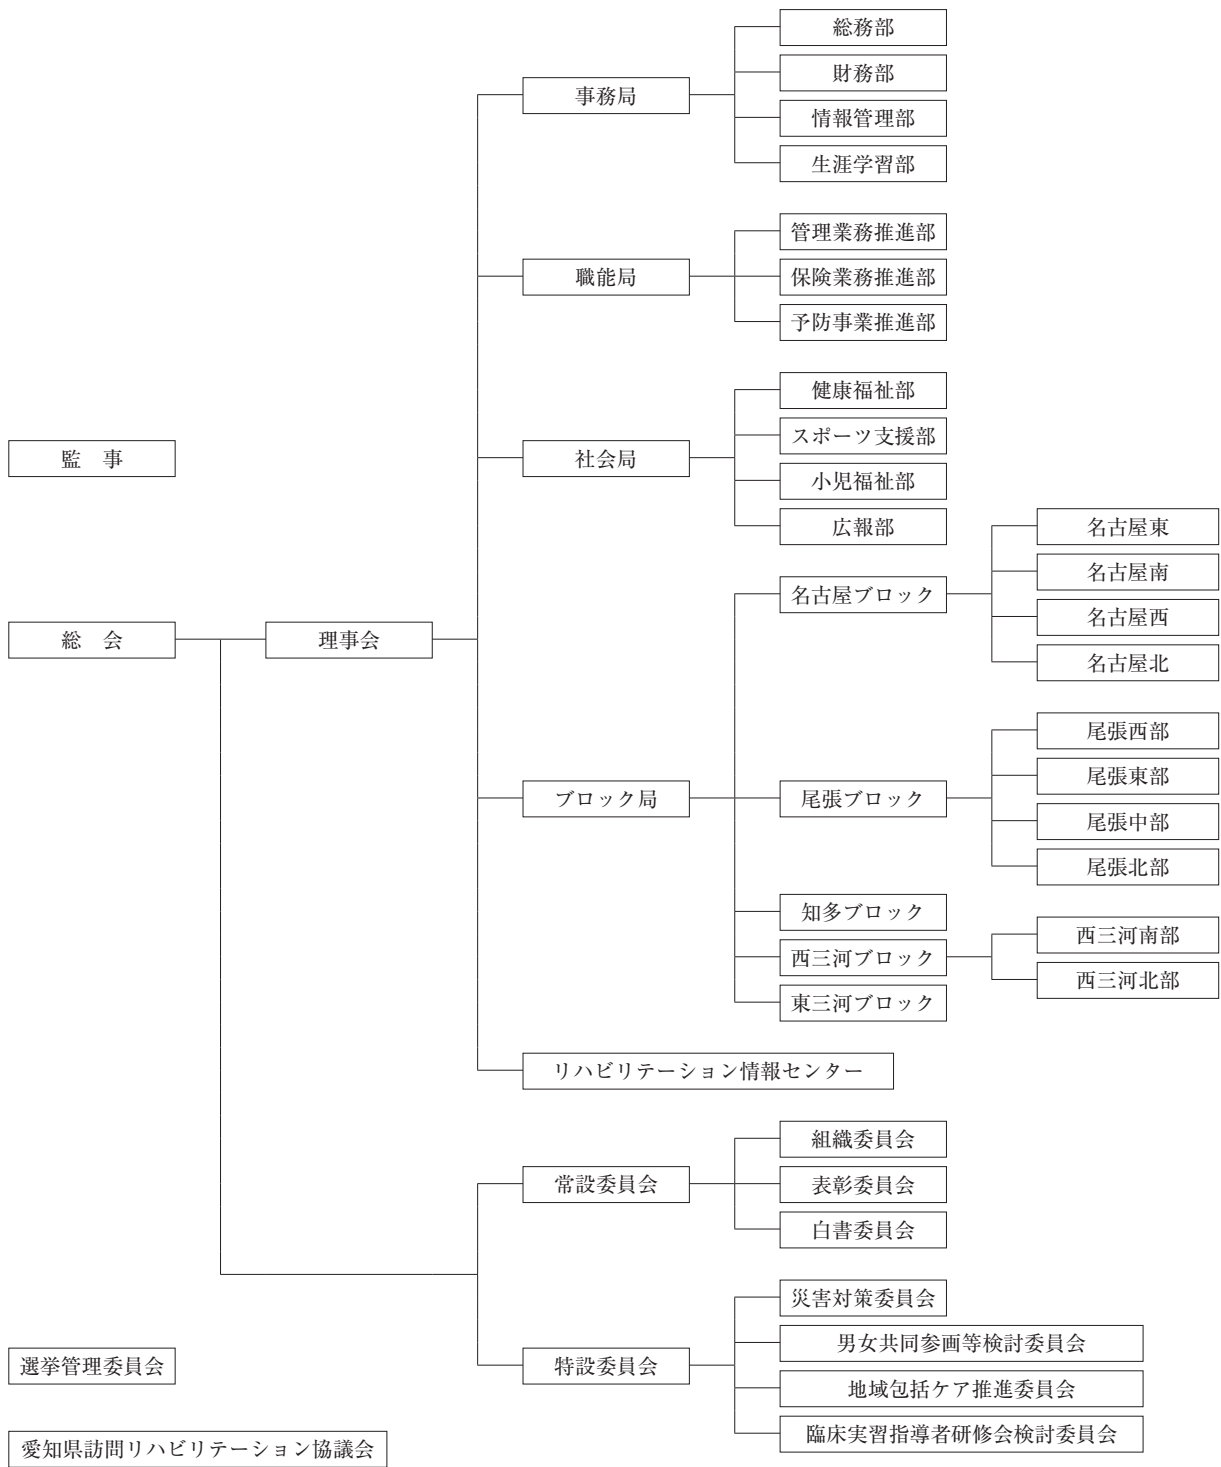 総務部
財務部
事務局
情報管理部
生涯学習部
管理業務推進部
職能局
保険業務推進部
予防事業推進部
健康福祉部
スポーツ支援部
監　事
社会局
小児福祉部
広報部
名古屋東
名古屋南
名古屋ブロック
名古屋西
総　会
理事会
名古屋北
尾張西部
尾張東部
ブロック局
尾張ブロック
尾張中部
尾張北部
知多ブロック
西三河南部
西三河ブロック
西三河北部
東三河ブロック
リハビリテーション情報センター
組織委員会
常設委員会
表彰委員会
白書委員会
災害対策委員会
男女共同参画等検討委員会
選挙管理委員会
特設委員会
地域包括ケア推進委員会
臨床実習指導者研修会検討委員会
愛知県訪問リハビリテーション協議会